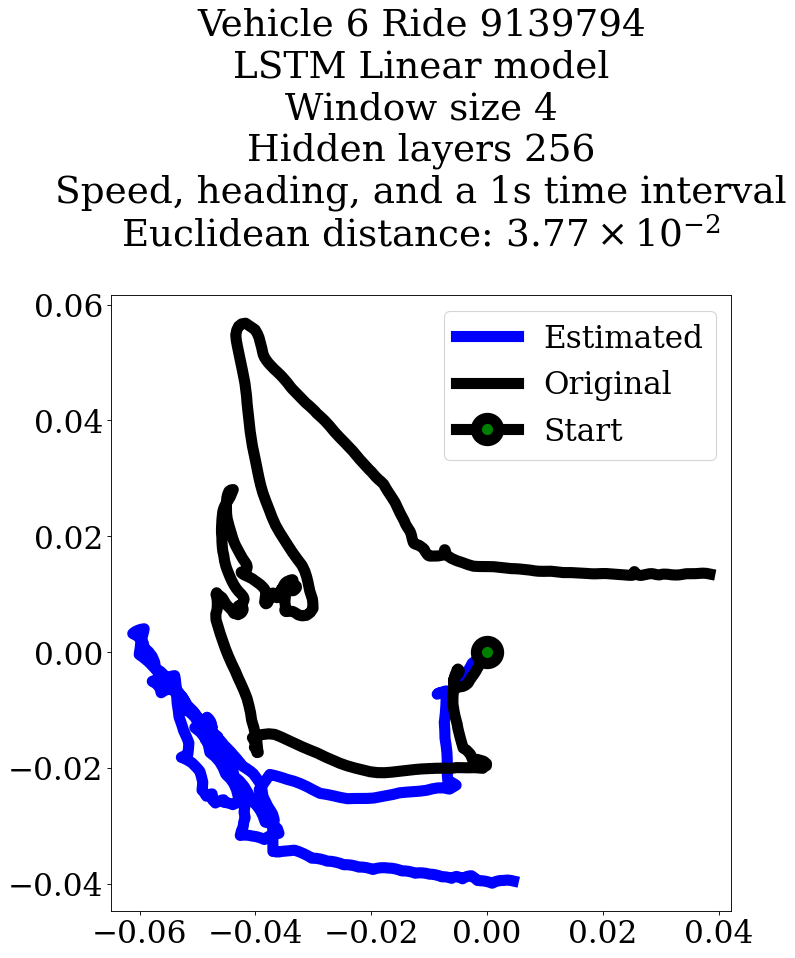 Vehicle 6 Ride 9139794
LSTM Linear model
Window size 4
Hidden layers 256
Speed, heading, and a 1s time interval
Euclidean distance: 3.77 × 10⁻²
Estimated
Original
Start
0.06
0.04
0.02
0.00
−0.02
−0.04
−0.06 −0.04 −0.02 0.00 0.02 0.04